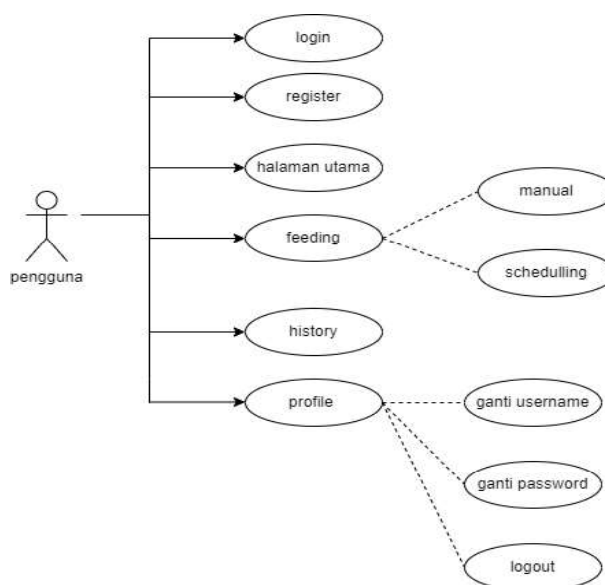 login
register
halaman utama
manual
feeding
schedulling
pengguna
history
profile
ganti username
ganti password
logout